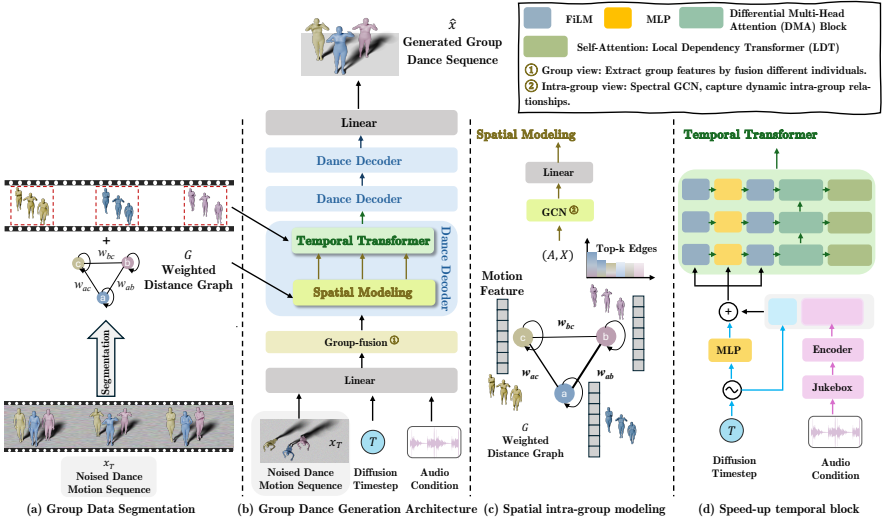 x̂
Generated Group
Dance Sequence
FiLM
MLP
Differential Multi-Head
Attention (DMA) Block
Self-Attention: Local Dependency Transformer (LDT)
① Group view: Extract group features by fusion different individuals.
② Intra-group view: Spectral GCN, capture dynamic intra-group rela-
tionships.
+
G
Weighted
Distance Graph
w_bc
w_ac
w_ab
c
b
a
Segmentation
x_T
Noised Dance
Motion Sequence
(a) Group Data Segmentation
Linear
Dance Decoder
Dance Decoder
Temporal Transformer
Spatial Modeling
Dance Decoder
Group-fusion ①
Linear
x_T
Noised Dance
Motion Sequence
T
Diffusion
Timestep
Audio
Condition
(b) Group Dance Generation Architecture
Spatial Modeling
Linear
GCN ②
(A, X)
Top-k Edges
Motion
Feature
w_bc
w_ac
w_ab
c
b
a
G
Weighted
Distance Graph
(c) Spatial intra-group modeling
Temporal Transformer
+
MLP
Encoder
Jukebox
T
Diffusion
Timestep
Audio
Condition
(d) Speed-up temporal block